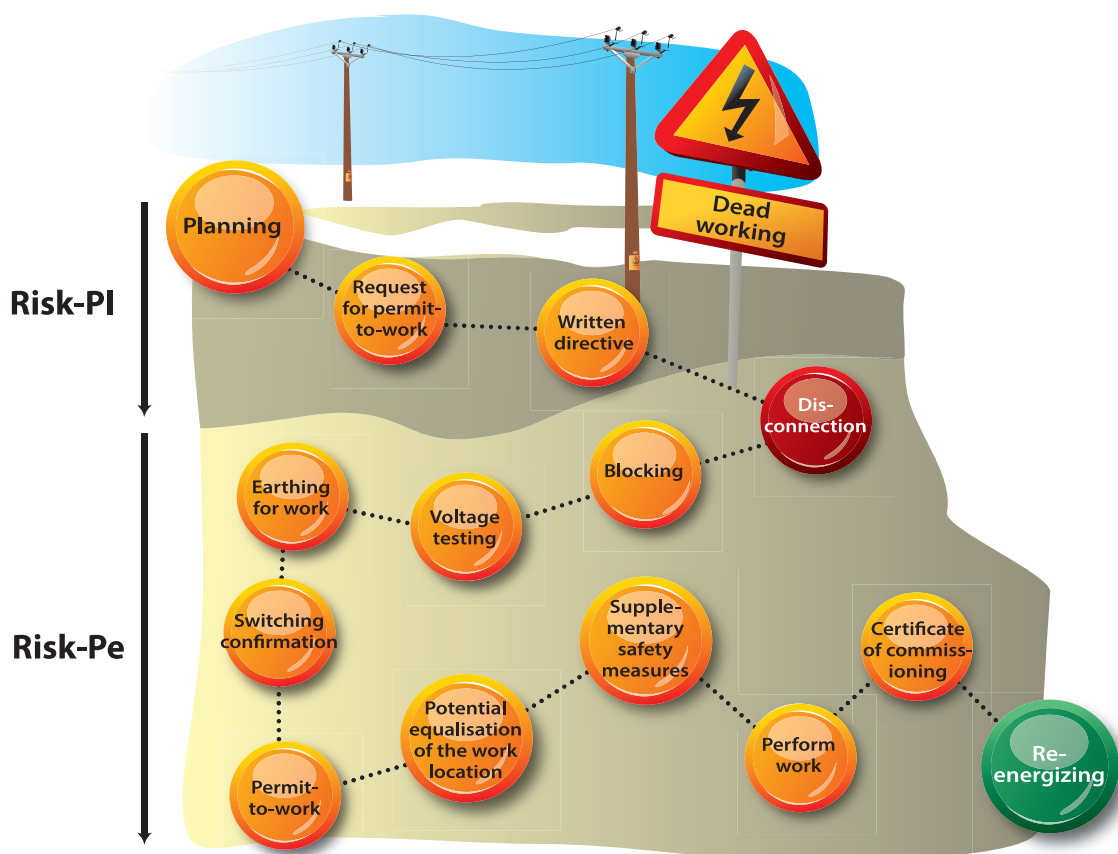 Dead
working
Planning
Risk-Pl
Request
for permit-
to-work
Written
directive
Dis-
connection
Blocking
Voltage
testing
Earthing
for work
Risk-Pe
Switching
confirmation
Permit-
to-work
Potential
equalisation
of the work
location
Supple-
mentary
safety
measures
Perform
work
Certificate
of commiss-
ioning
Re-
energizing